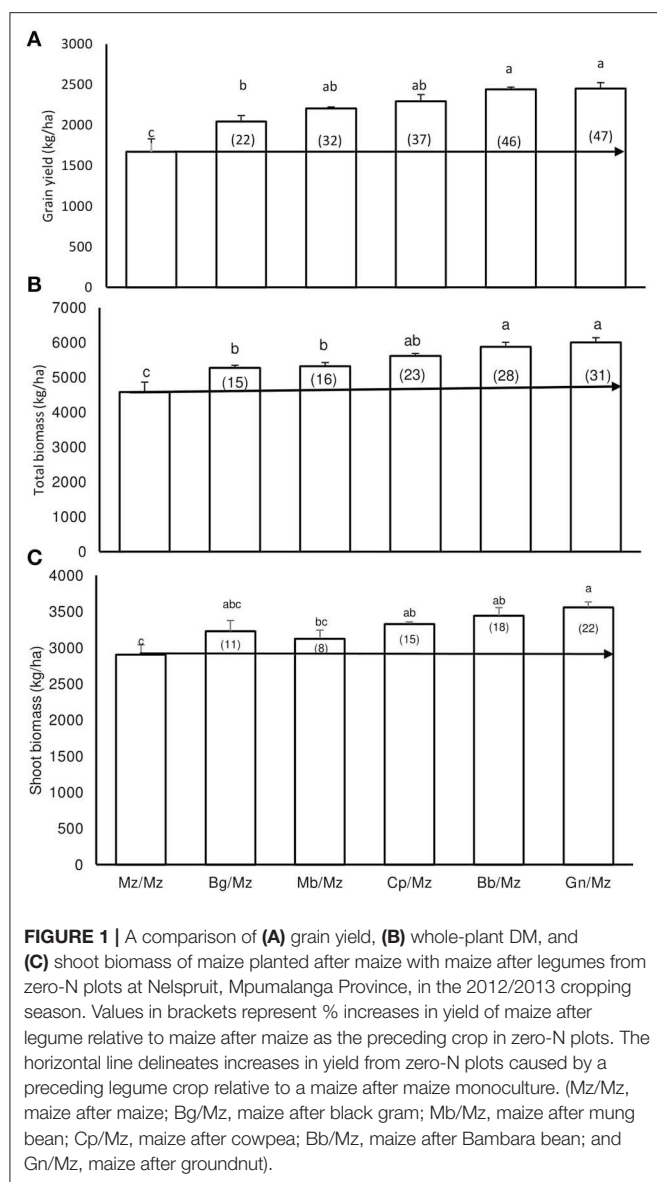 A
3000
2500
2000
1500
1000
500
0
Grain yield (kg/ha)
c
b
ab
ab
a
a
(22)
(32)
(37)
(46)
(47)
B
7000
6000
5000
4000
3000
2000
1000
0
Total biomass (kg/ha)
c
b
b
ab
a
a
(15)
(16)
(23)
(28)
(31)
C
4000
3500
3000
2500
2000
1500
1000
500
0
Shoot biomass (kg/ha)
c
abc
bc
ab
ab
a
(11)
(8)
(15)
(18)
(22)
Mz/Mz Bg/Mz Mb/Mz Cp/Mz Bb/Mz Gn/Mz
FIGURE 1 | A comparison of (A) grain yield, (B) whole-plant DM, and
(C) shoot biomass of maize planted after maize with maize after legumes from
zero-N plots at Nelspruit, Mpumalanga Province, in the 2012/2013 cropping
season. Values in brackets represent % increases in yield of maize after
legume relative to maize after maize as the preceding crop in zero-N plots. The
horizontal line delineates increases in yield from zero-N plots caused by a
preceding legume crop relative to a maize after maize monoculture. (Mz/Mz,
maize after maize; Bg/Mz, maize after black gram; Mb/Mz, maize after mung
bean; Cp/Mz, maize after cowpea; Bb/Mz, maize after Bambara bean; and
Gn/Mz, maize after groundnut).